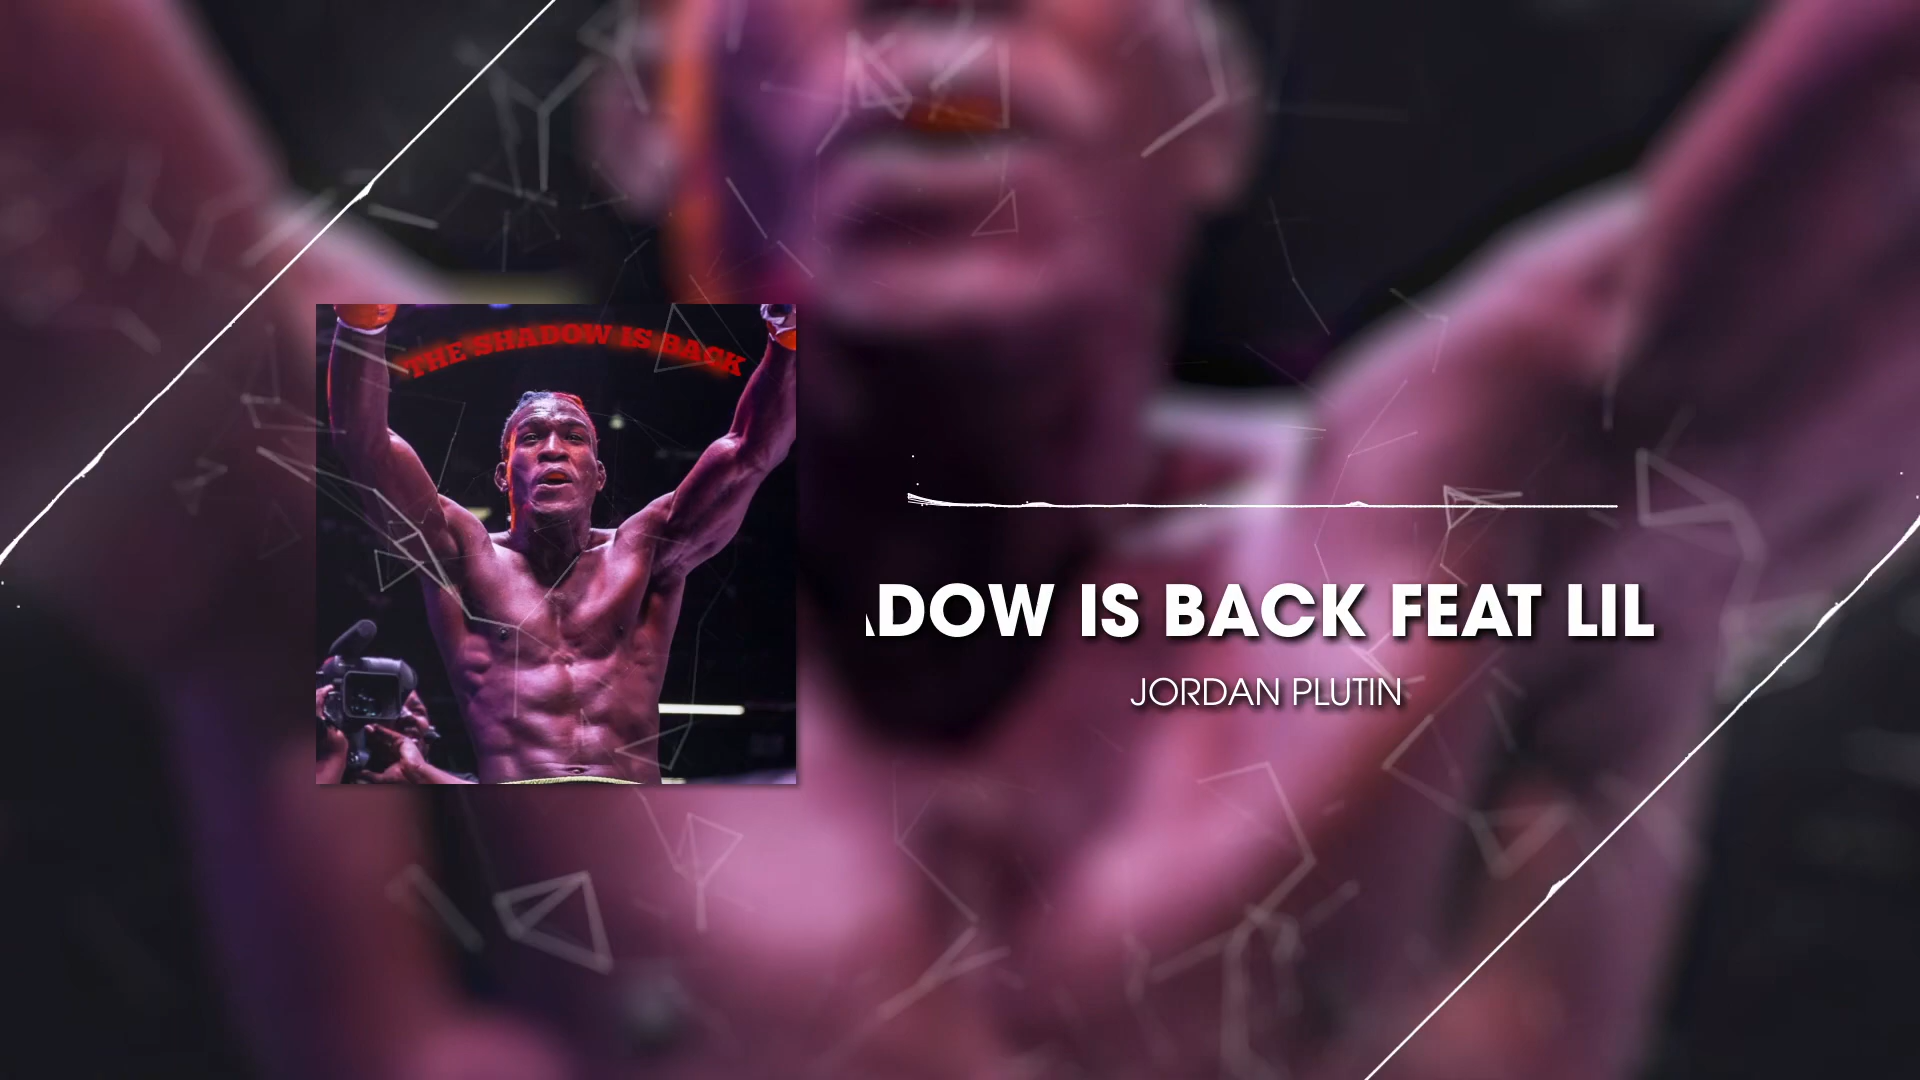 THE SHADOW IS BACK
DOW IS BACK FEAT LIL
JORDAN PLUTIN